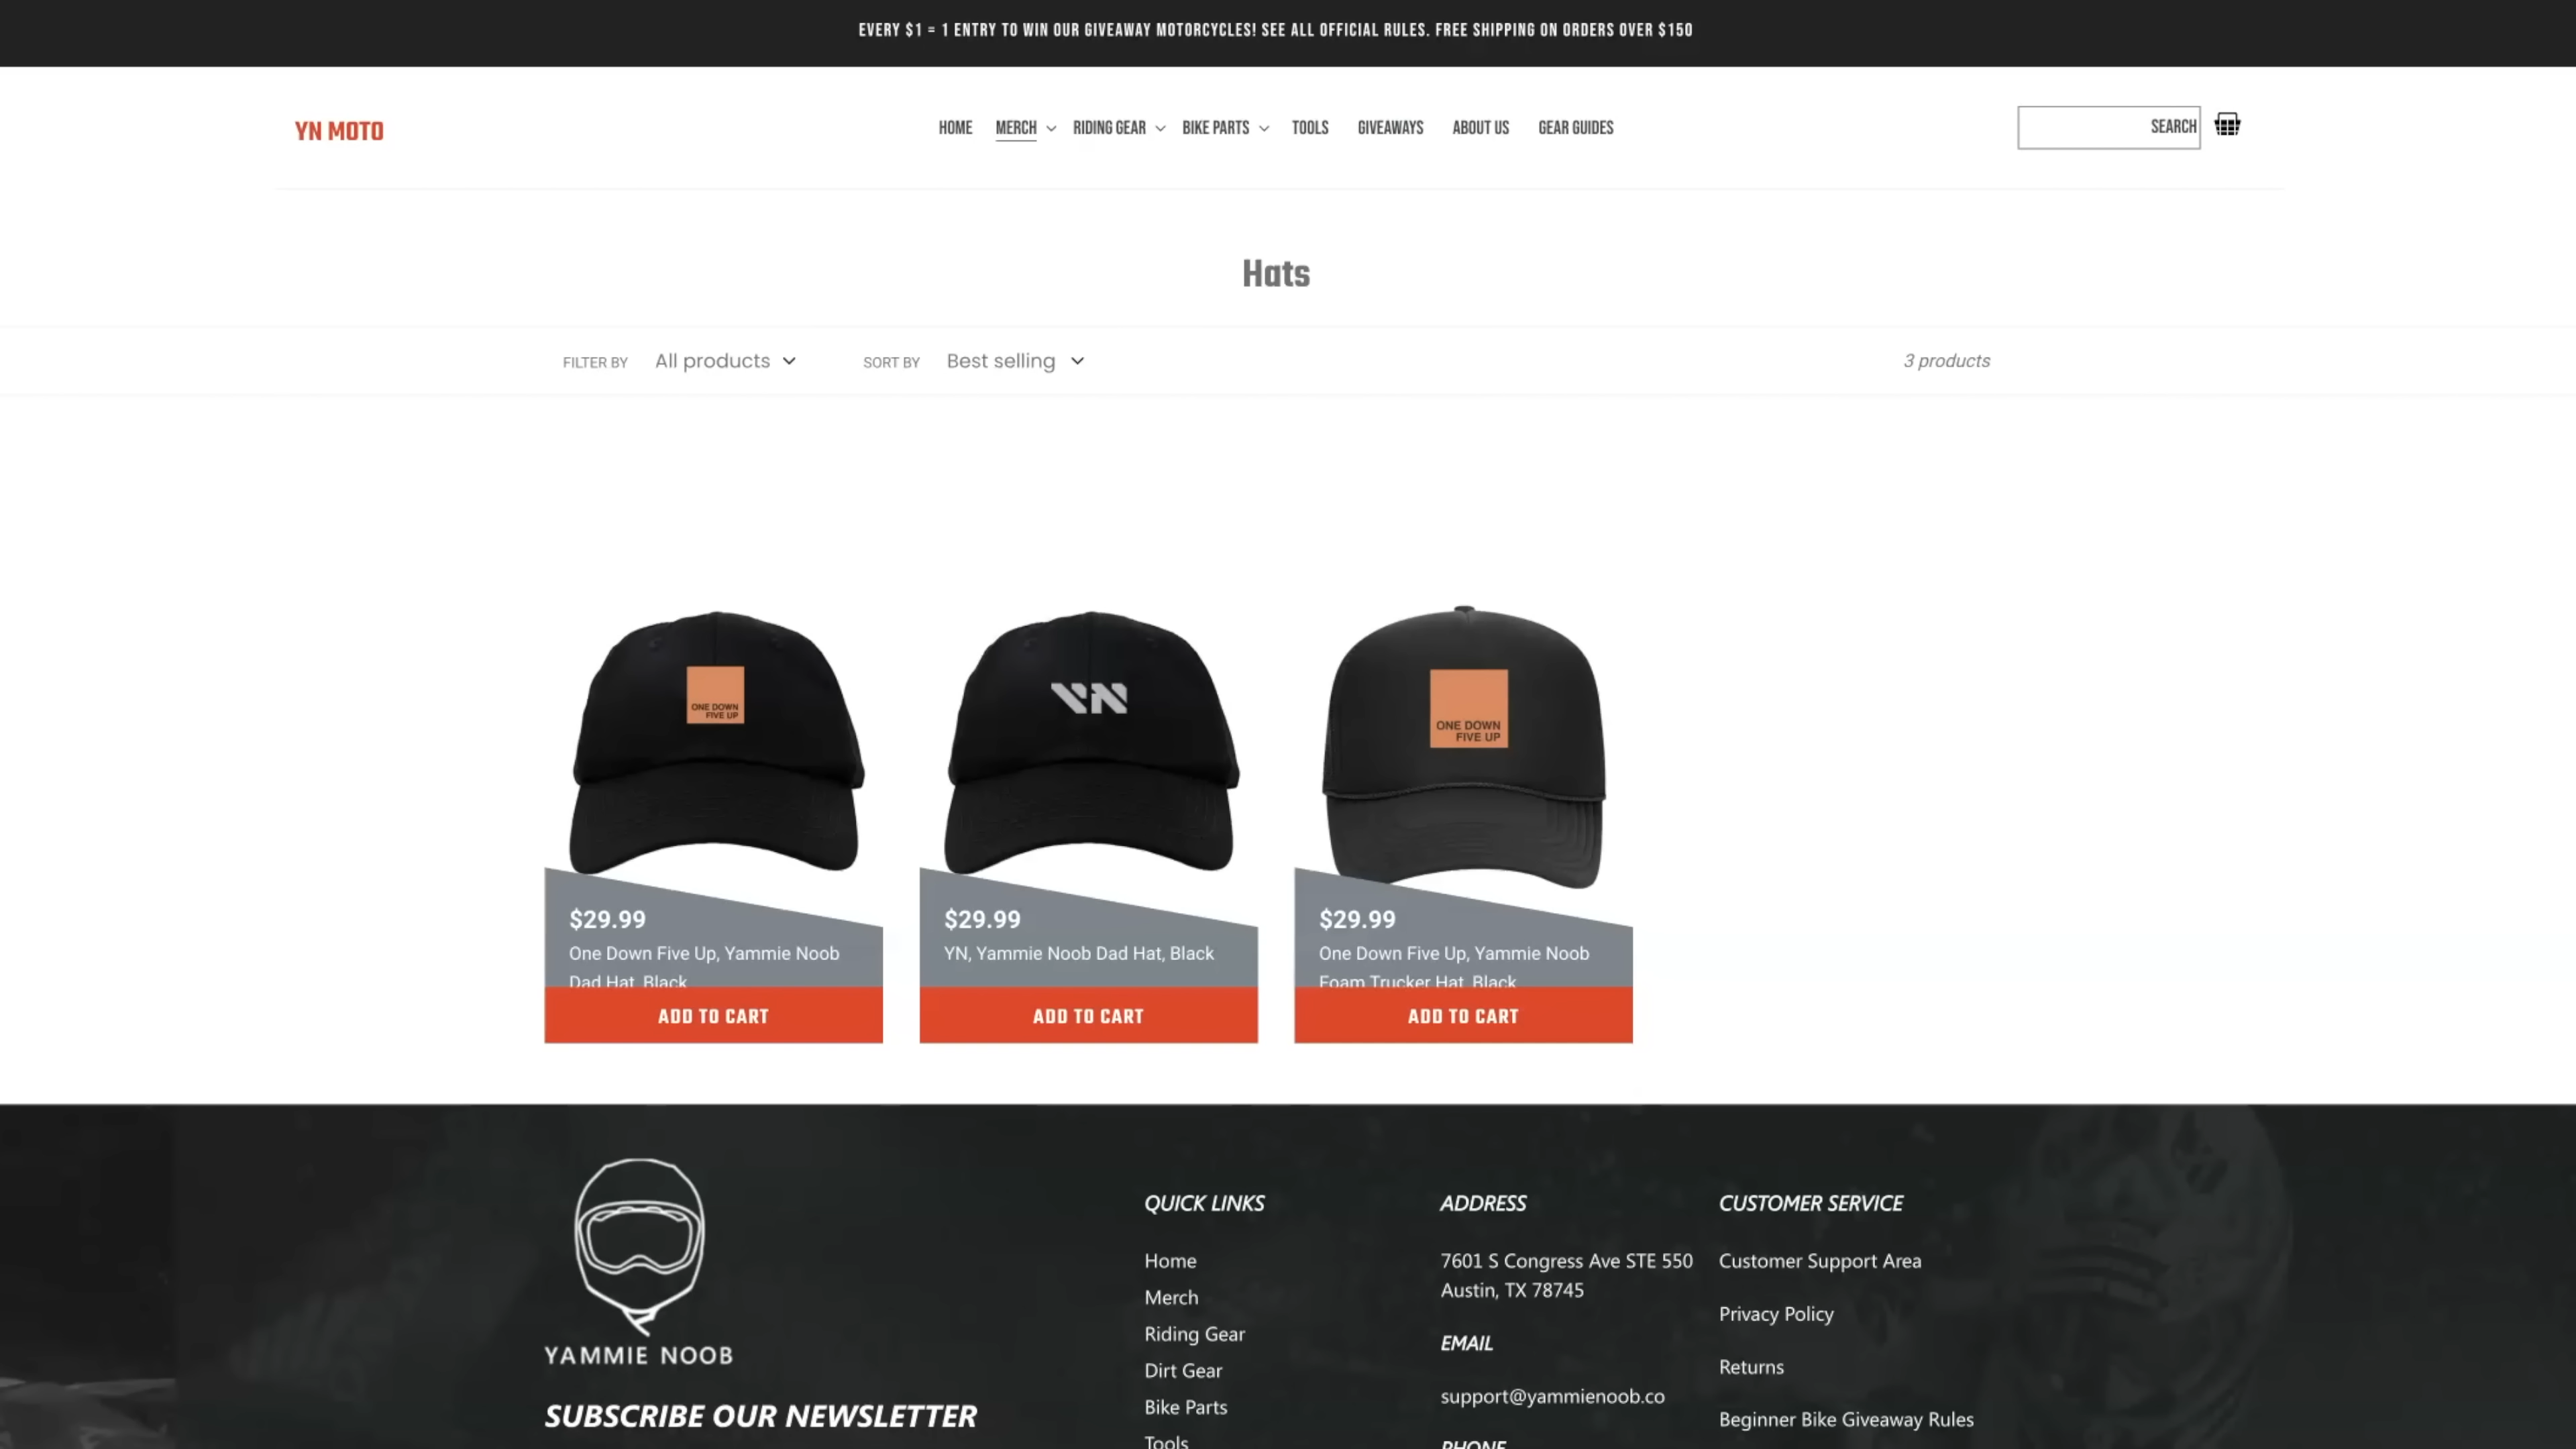 EVERY $1 = 1 ENTRY TO WIN OUR GIVEAWAY MOTORCYCLES! SEE ALL OFFICIAL RULES. FREE SHIPPING ON ORDERS OVER $150
YN MOTO
HOME MERCH RIDING GEAR BIKE PARTS TOOLS GIVEAWAYS ABOUT US GEAR GUIDES
SEARCH
Hats
FILTER BY All products SORT BY Best selling
3 products
ONE DOWN
FIVE UP
YN
ONE DOWN
FIVE UP
$29.99
One Down Five Up, Yammie Noob
Dad Hat, Black
ADD TO CART
$29.99
YN, Yammie Noob Dad Hat, Black
ADD TO CART
$29.99
One Down Five Up, Yammie Noob
Foam Trucker Hat, Black
ADD TO CART
YAMMIE NOOB
SUBSCRIBE OUR NEWSLETTER
QUICK LINKS
Home
Merch
Riding Gear
Dirt Gear
Bike Parts
Tools
ADDRESS
7601 S Congress Ave STE 550
Austin, TX 78745
EMAIL
support@yammienoob.co
PHONE
CUSTOMER SERVICE
Customer Support Area
Privacy Policy
Returns
Beginner Bike Giveaway Rules